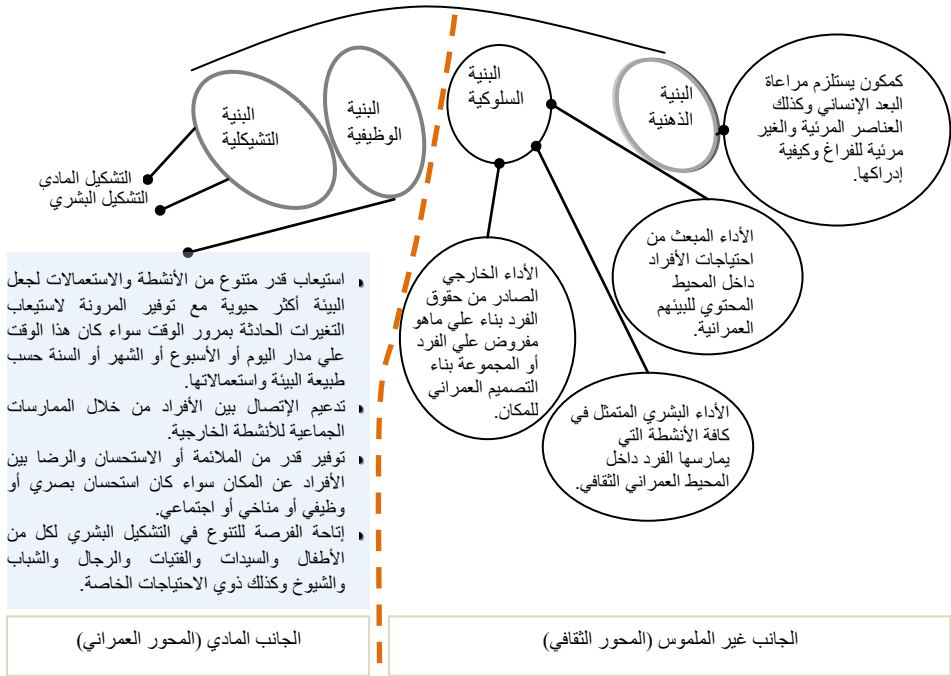 كمكون يستلزم مراعاة
البعد الإنساني وكذلك
العناصر المرئية والغير
مرئية للفراغ وكيفية
إدراكها.
البنية
الذهنية
البنية
السلوكية
البنية
الوظيفية
البنية
التشيكلية
التشكيل المادي
التشكيل البشري
الأداء المبعث من
احتياجات الأفراد
داخل المحيط
المحتوي للبيئهم
العمرانية.
الأداء الخارجي
الصادر من حقوق
الفرد بناء علي ماهو
مفروض علي الفرد
أو المجموعة بناء
التصميم العمراني
للمكان.
الأداء البشري المتمثل في
كافة الأنشطة التي
يمارسها الفرد داخل
المحيط العمراني الثقافي.
استيعاب قدر متنوع من الأنشطة والاستعمالات لجعل
البيئة أكثر حيوية مع توفير المرونة لاستيعاب
التغيرات الحادثة بمرور الوقت سواء كان هذا الوقت
علي مدار اليوم أو الأسبوع أو الشهر أو السنة حسب
طبيعة البيئة واستعمالاتها.
تدعيم الإتصال بين الأفراد من خلال الممارسات
الجماعية للأنشطة الخارجية.
توفير قدر من الملائمة أو الاستحسان والرضا بين
الأفراد عن المكان سواء كان استحسان بصري أو
وظيفي أو مناخي أو اجتماعي.
إتاحة الفرصة للتنوع في التشكيل البشري لكل من
الأطفال والسيدات والفتيات والرجال والشباب
والشيوخ وكذلك ذوي الاحتياجات الخاصة.
الجانب غير الملموس (المحور الثقافي)
الجانب المادي (المحور العمراني)